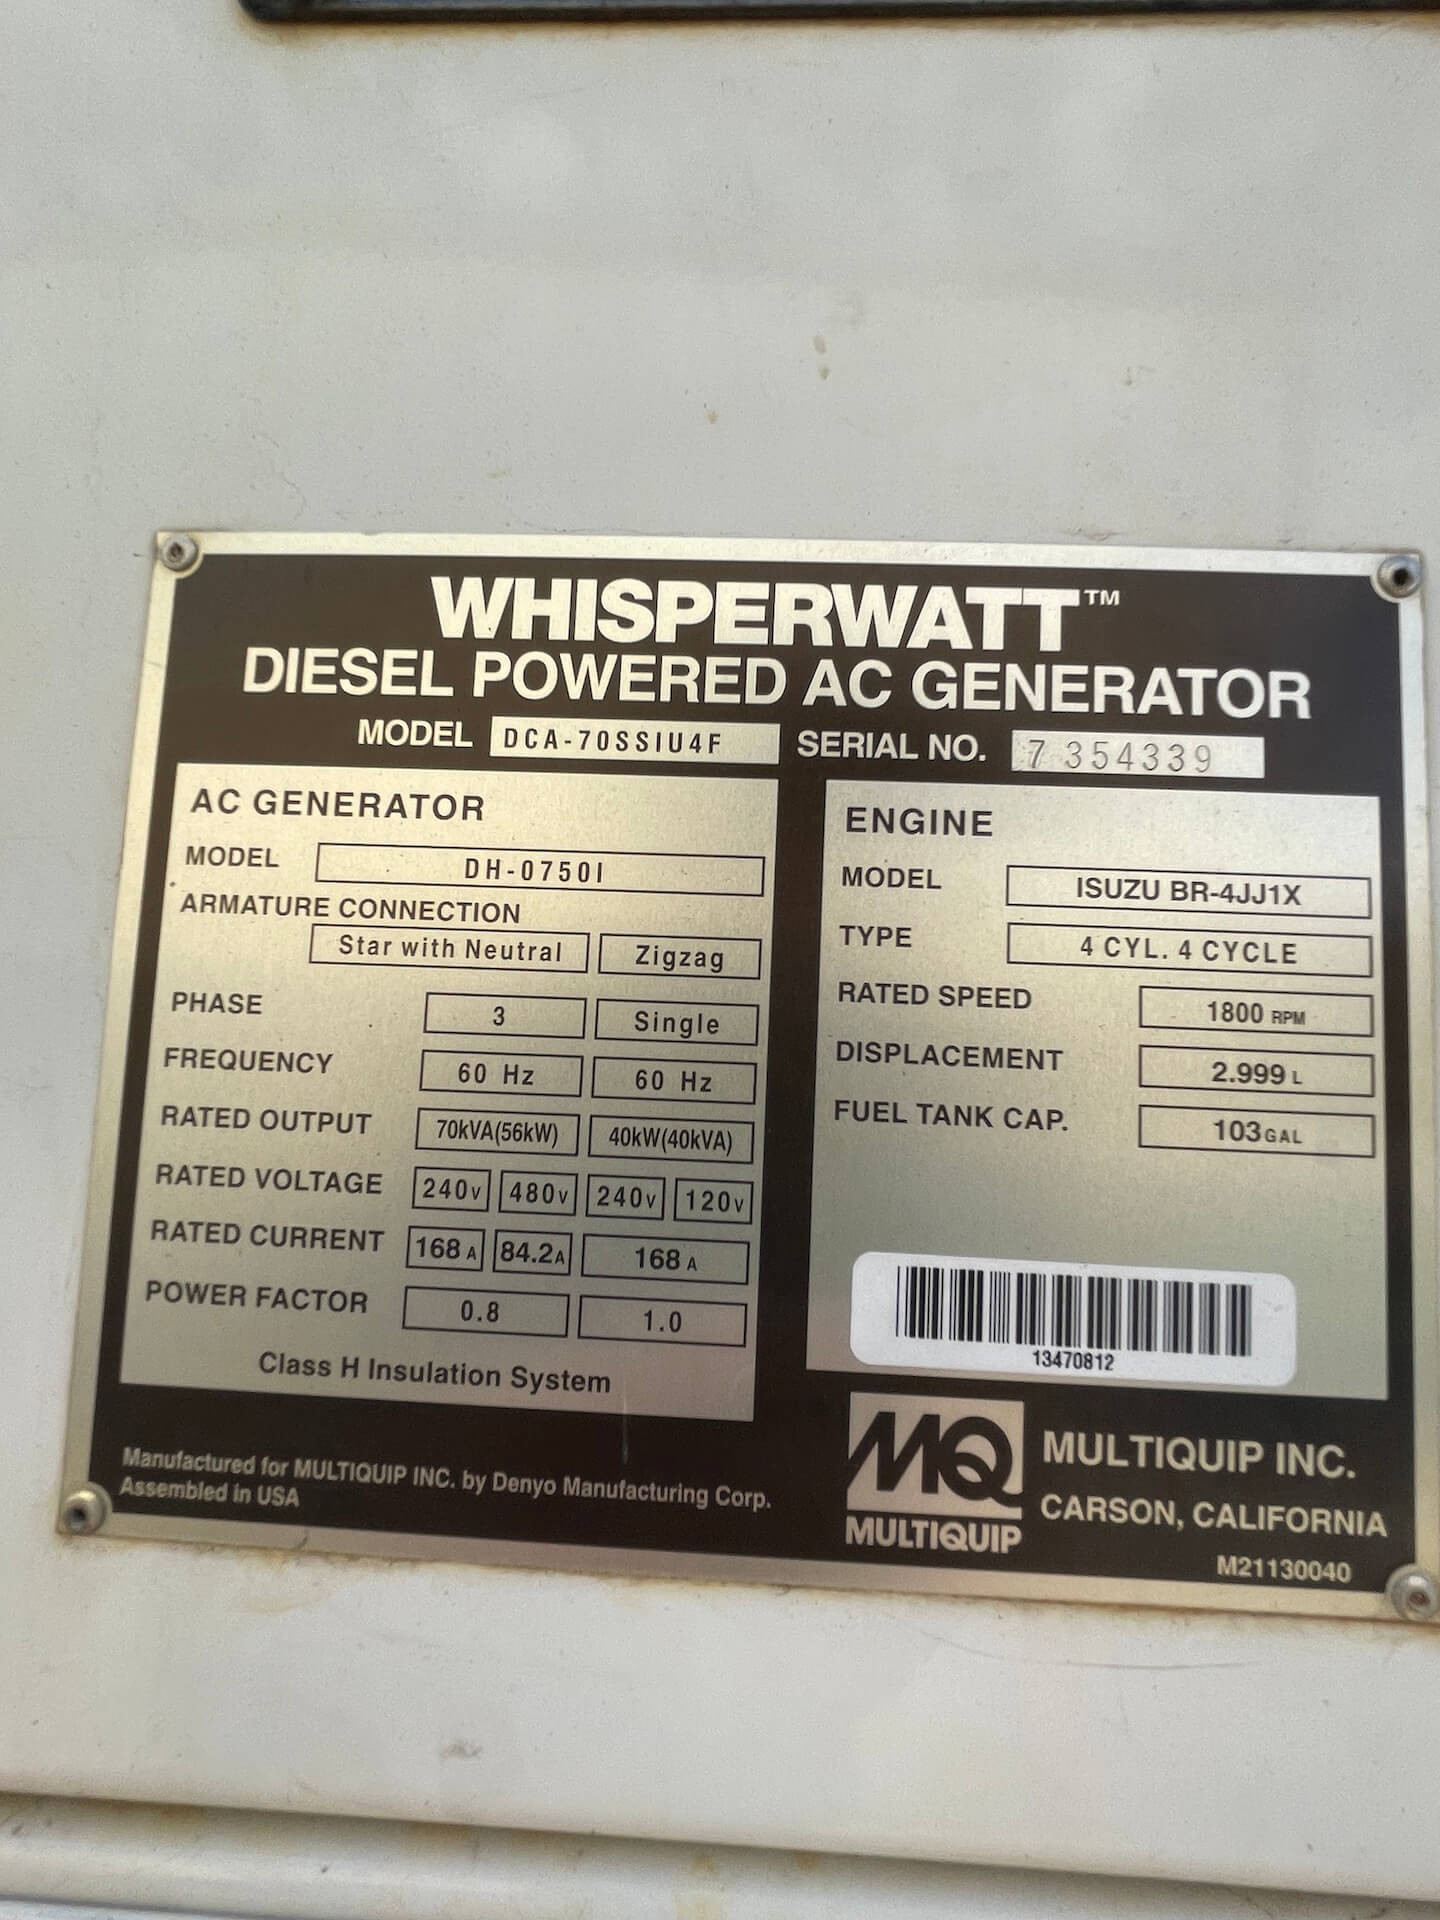 WHISPERWATT™
DIESEL POWERED AC GENERATOR
MODEL DCA-70SSIU4F SERIAL NO. 7354339
AC GENERATOR
MODEL DH-0750I
ARMATURE CONNECTION
Star with Neutral Zigzag
PHASE 3 Single
FREQUENCY 60 Hz 60 Hz
RATED OUTPUT 70kVA(56kW) 40kW(40kVA)
RATED VOLTAGE 240V 480V 240V 120V
RATED CURRENT 168 A 84.2A 168 A
POWER FACTOR 0.8 1.0
Class H Insulation System
ENGINE
MODEL ISUZU BR-4JJ1X
TYPE 4 CYL. 4 CYCLE
RATED SPEED 1800 RPM
DISPLACEMENT 2.999 L
FUEL TANK CAP. 103 GAL
13470812
Manufactured for MULTIQUIP INC. by Denyo Manufacturing Corp.
Assembled in USA
MQ
MULTIQUIP
MULTIQUIP INC.
CARSON, CALIFORNIA
M21130040